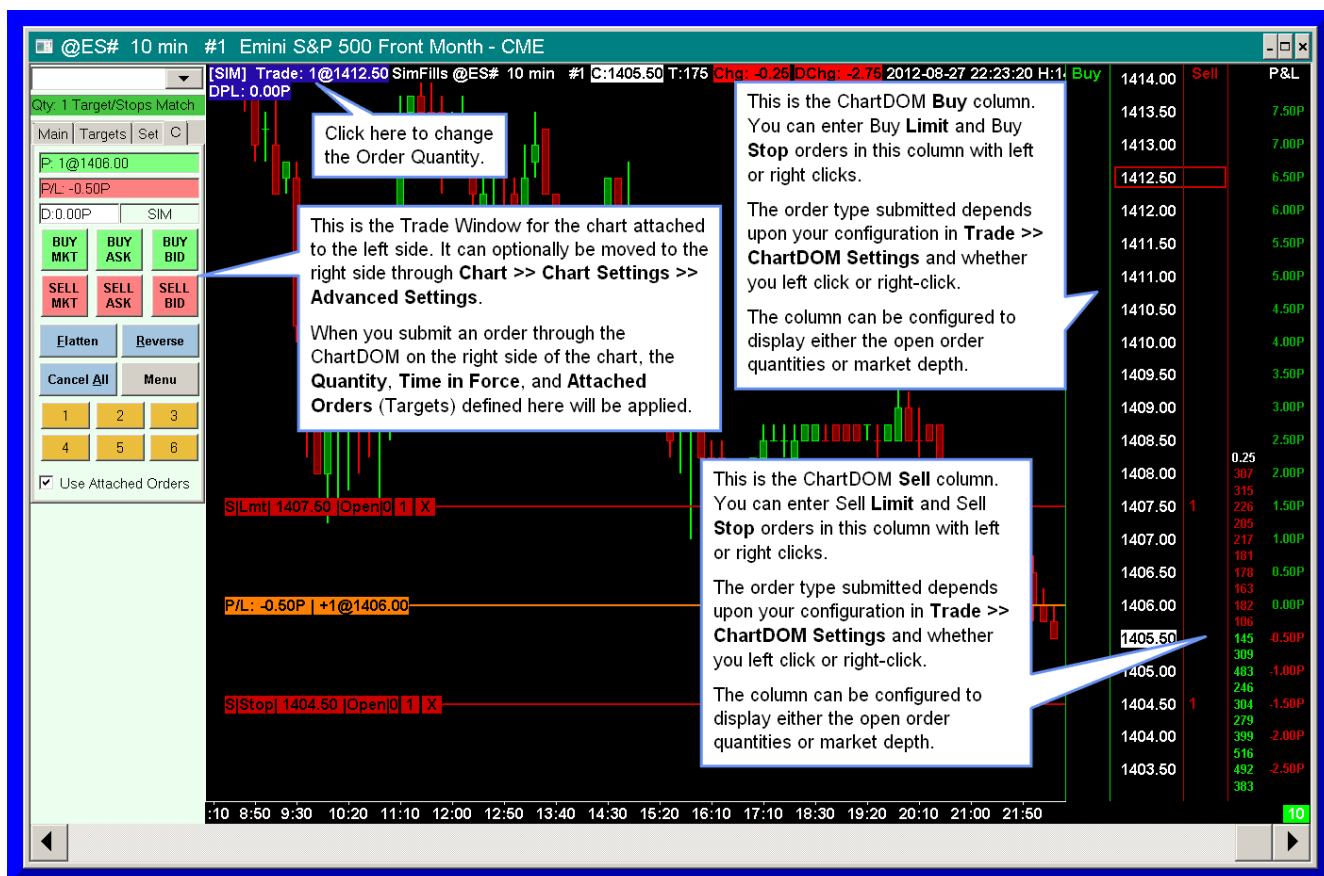 @ES# 10 min #1 Emini S&P 500 Front Month - CME
[SIM] Trade: 1@1412.50 SimFills @ES# 10 min #1 C:1405.50 T:175 Chg: -0.25 DChg: -2.75 2012-08-27 22:23:20 H:1
DPL: 0.00P
Qty: 1 Target/Stops Match
Main Targets Set C
P: 1@1406.00
P/L: -0.50P
D:0.00P SIM
BUY MKT BUY ASK BUY BID
SELL MKT SELL ASK SELL BID
Flatten Reverse
Cancel All Menu
1 2 3
4 5 6
Use Attached Orders
Click here to change
the Order Quantity.
This is the Trade Window for the chart attached
to the left side. It can optionally be moved to the
right side through Chart >> Chart Settings >>
Advanced Settings.
When you submit an order through the
ChartDOM on the right side of the chart, the
Quantity, Time in Force, and Attached
Orders (Targets) defined here will be applied.
This is the ChartDOM Buy column.
You can enter Buy Limit and Buy
Stop orders in this column with left
or right clicks.
The order type submitted depends
upon your configuration in Trade >>
ChartDOM Settings and whether
you left click or right-click.
The column can be configured to
display either the open order
quantities or market depth.
This is the ChartDOM Sell column.
You can enter Sell Limit and Sell
Stop orders in this column with left
or right clicks.
The order type submitted depends
upon your configuration in Trade >>
ChartDOM Settings and whether
you left click or right-click.
The column can be configured to
display either the open order
quantities or market depth.
S|Lmt| 1407.50 |Open|0 1 X
P/L: -0.50P | +1@1406.00
S|Stop| 1404.50 |Open|0 1 X
Buy Sell P&L
1414.00
1413.50 7.50P
1413.00 7.00P
1412.50 6.50P
1412.00 6.00P
1411.50 5.50P
1411.00 5.00P
1410.50 4.50P
1410.00 4.00P
1409.50 3.50P
1409.00 3.00P
1408.50 2.50P
0.25
1408.00 307 2.00P
315
1407.50 1 226 1.50P
205
1407.00 217 1.00P
181
1406.50 178 0.50P
163
1406.00 182 0.00P
106
1405.50 145 -0.50P
309
1405.00 483 -1.00P
246
1404.50 1 304 -1.50P
279
1404.00 399 -2.00P
516
1403.50 492 -2.50P
383
:10 8:50 9:30 10:20 11:10 12:00 12:50 13:40 14:30 15:20 16:10 17:10 18:30 19:20 20:10 21:00 21:50 10